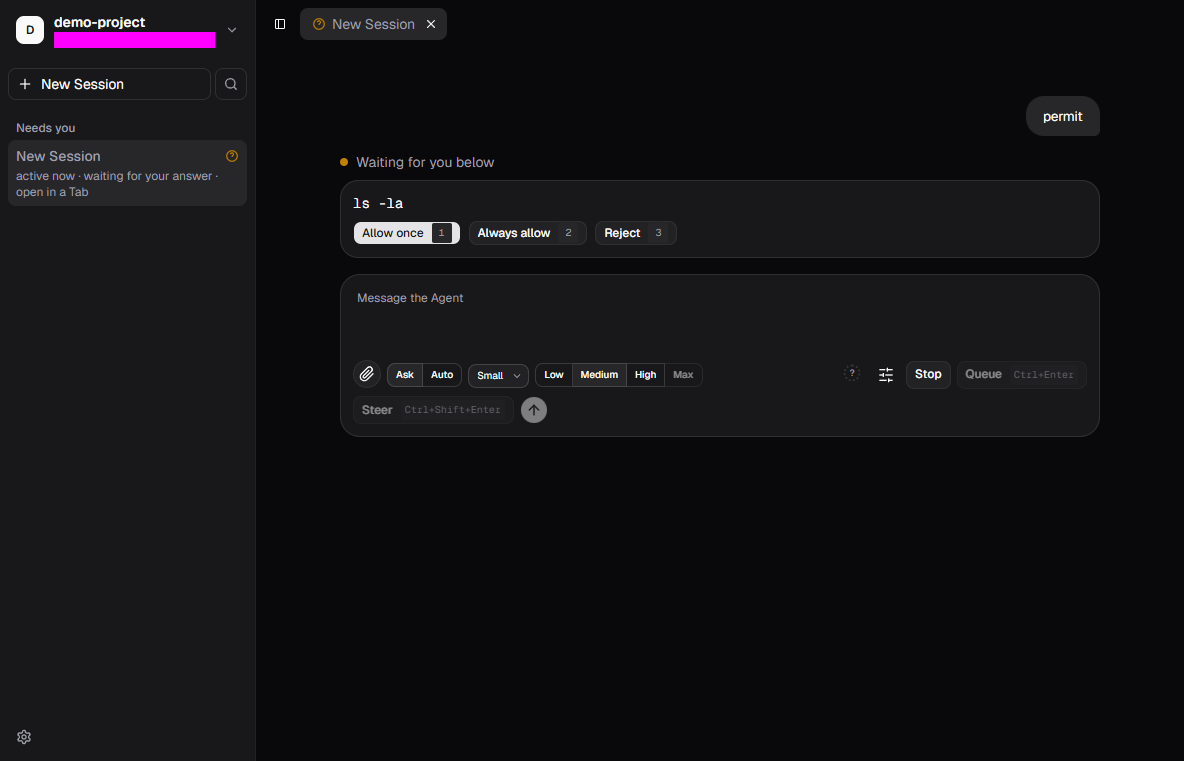 D
demo-project
New Session
New Session
Needs you
New Session
active now · waiting for your answer ·
open in a Tab
permit
Waiting for you below
ls -la
Allow once 1
Always allow 2
Reject 3
Message the Agent
Ask Auto Small Low Medium High Max ? Stop Queue Ctrl+Enter
Steer Ctrl+Shift+Enter